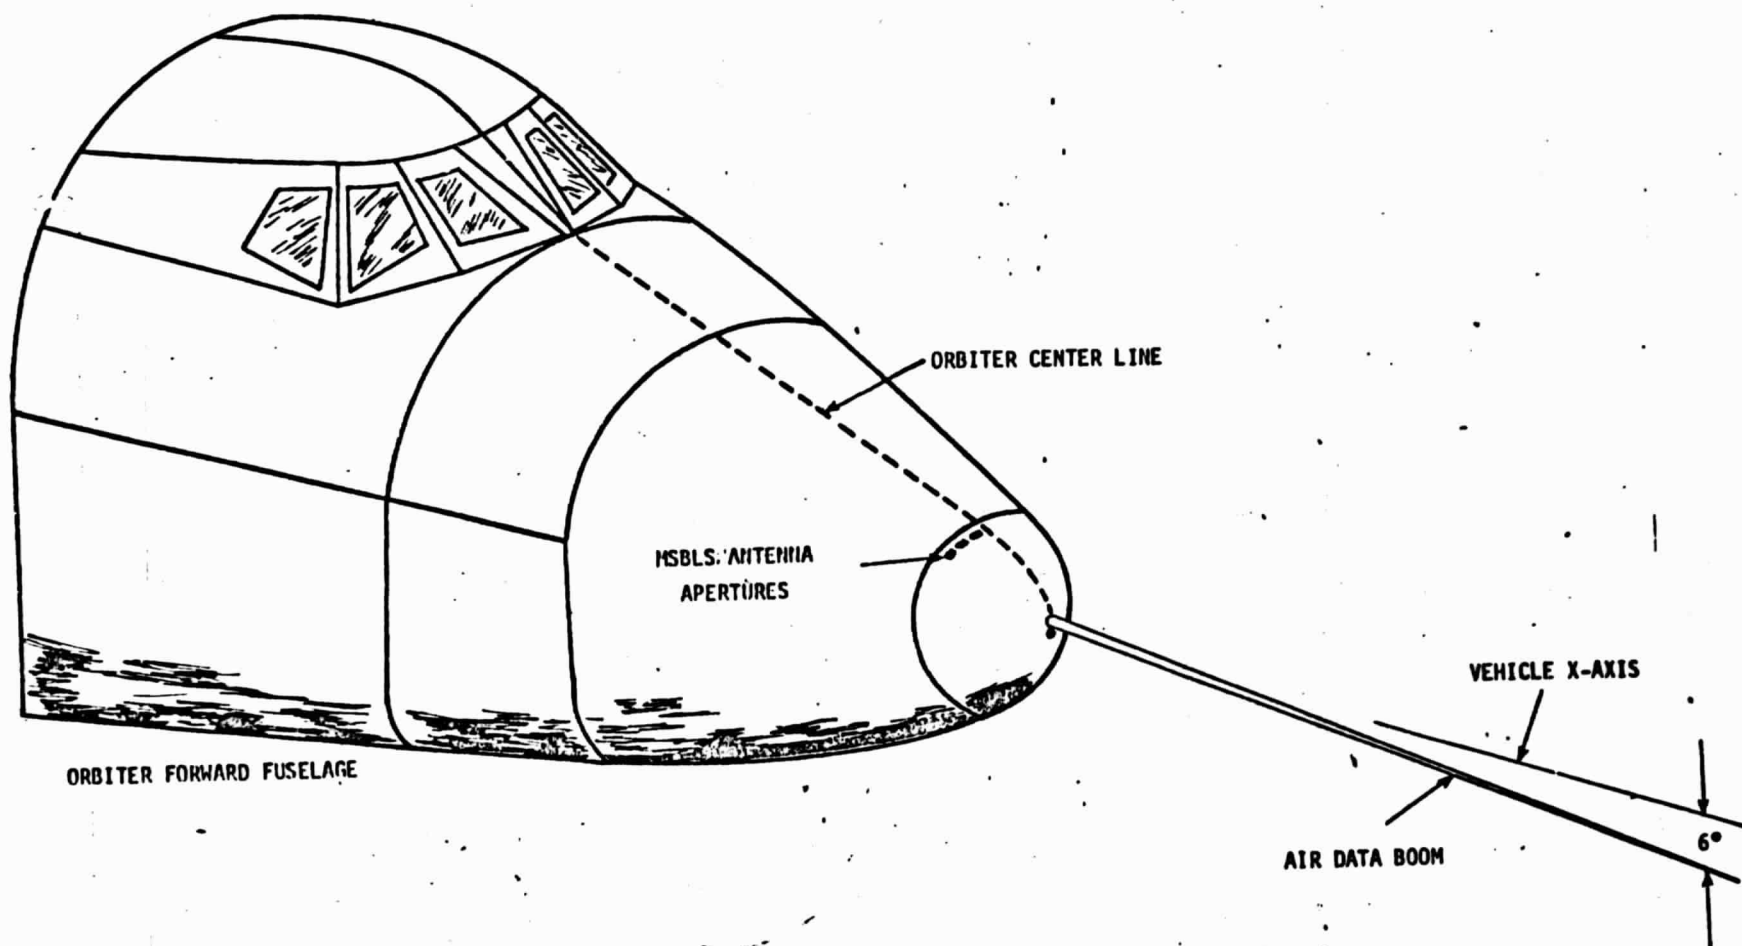 ORBITER CENTER LINE
MSBLS ANTENNA
APERTURES
VEHICLE X-AXIS
6°
AIR DATA BOOM
ORBITER FORWARD FUSELAGE